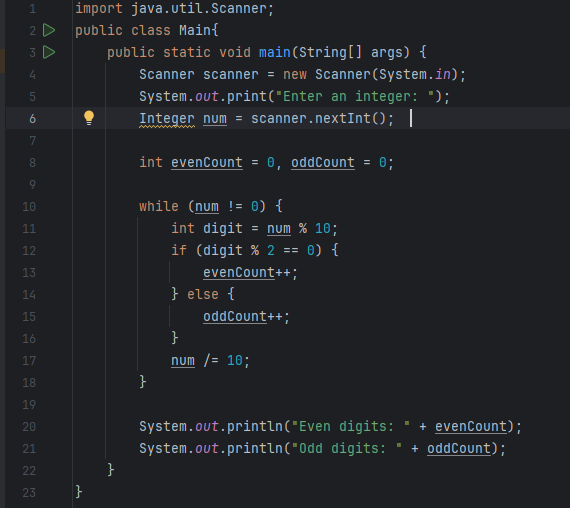 1 import java.util.Scanner;
2 public class Main{
3 public static void main(String[] args) {
4 Scanner scanner = new Scanner(System.in);
5 System.out.print("Enter an integer: ");
6 Integer num = scanner.nextInt();
7
8 int evenCount = 0, oddCount = 0;
9
10 while (num != 0) {
11 int digit = num % 10;
12 if (digit % 2 == 0) {
13 evenCount++;
14 } else {
15 oddCount++;
16 }
17 num /= 10;
18 }
19
20 System.out.println("Even digits: " + evenCount);
21 System.out.println("Odd digits: " + oddCount);
22 }
23 }